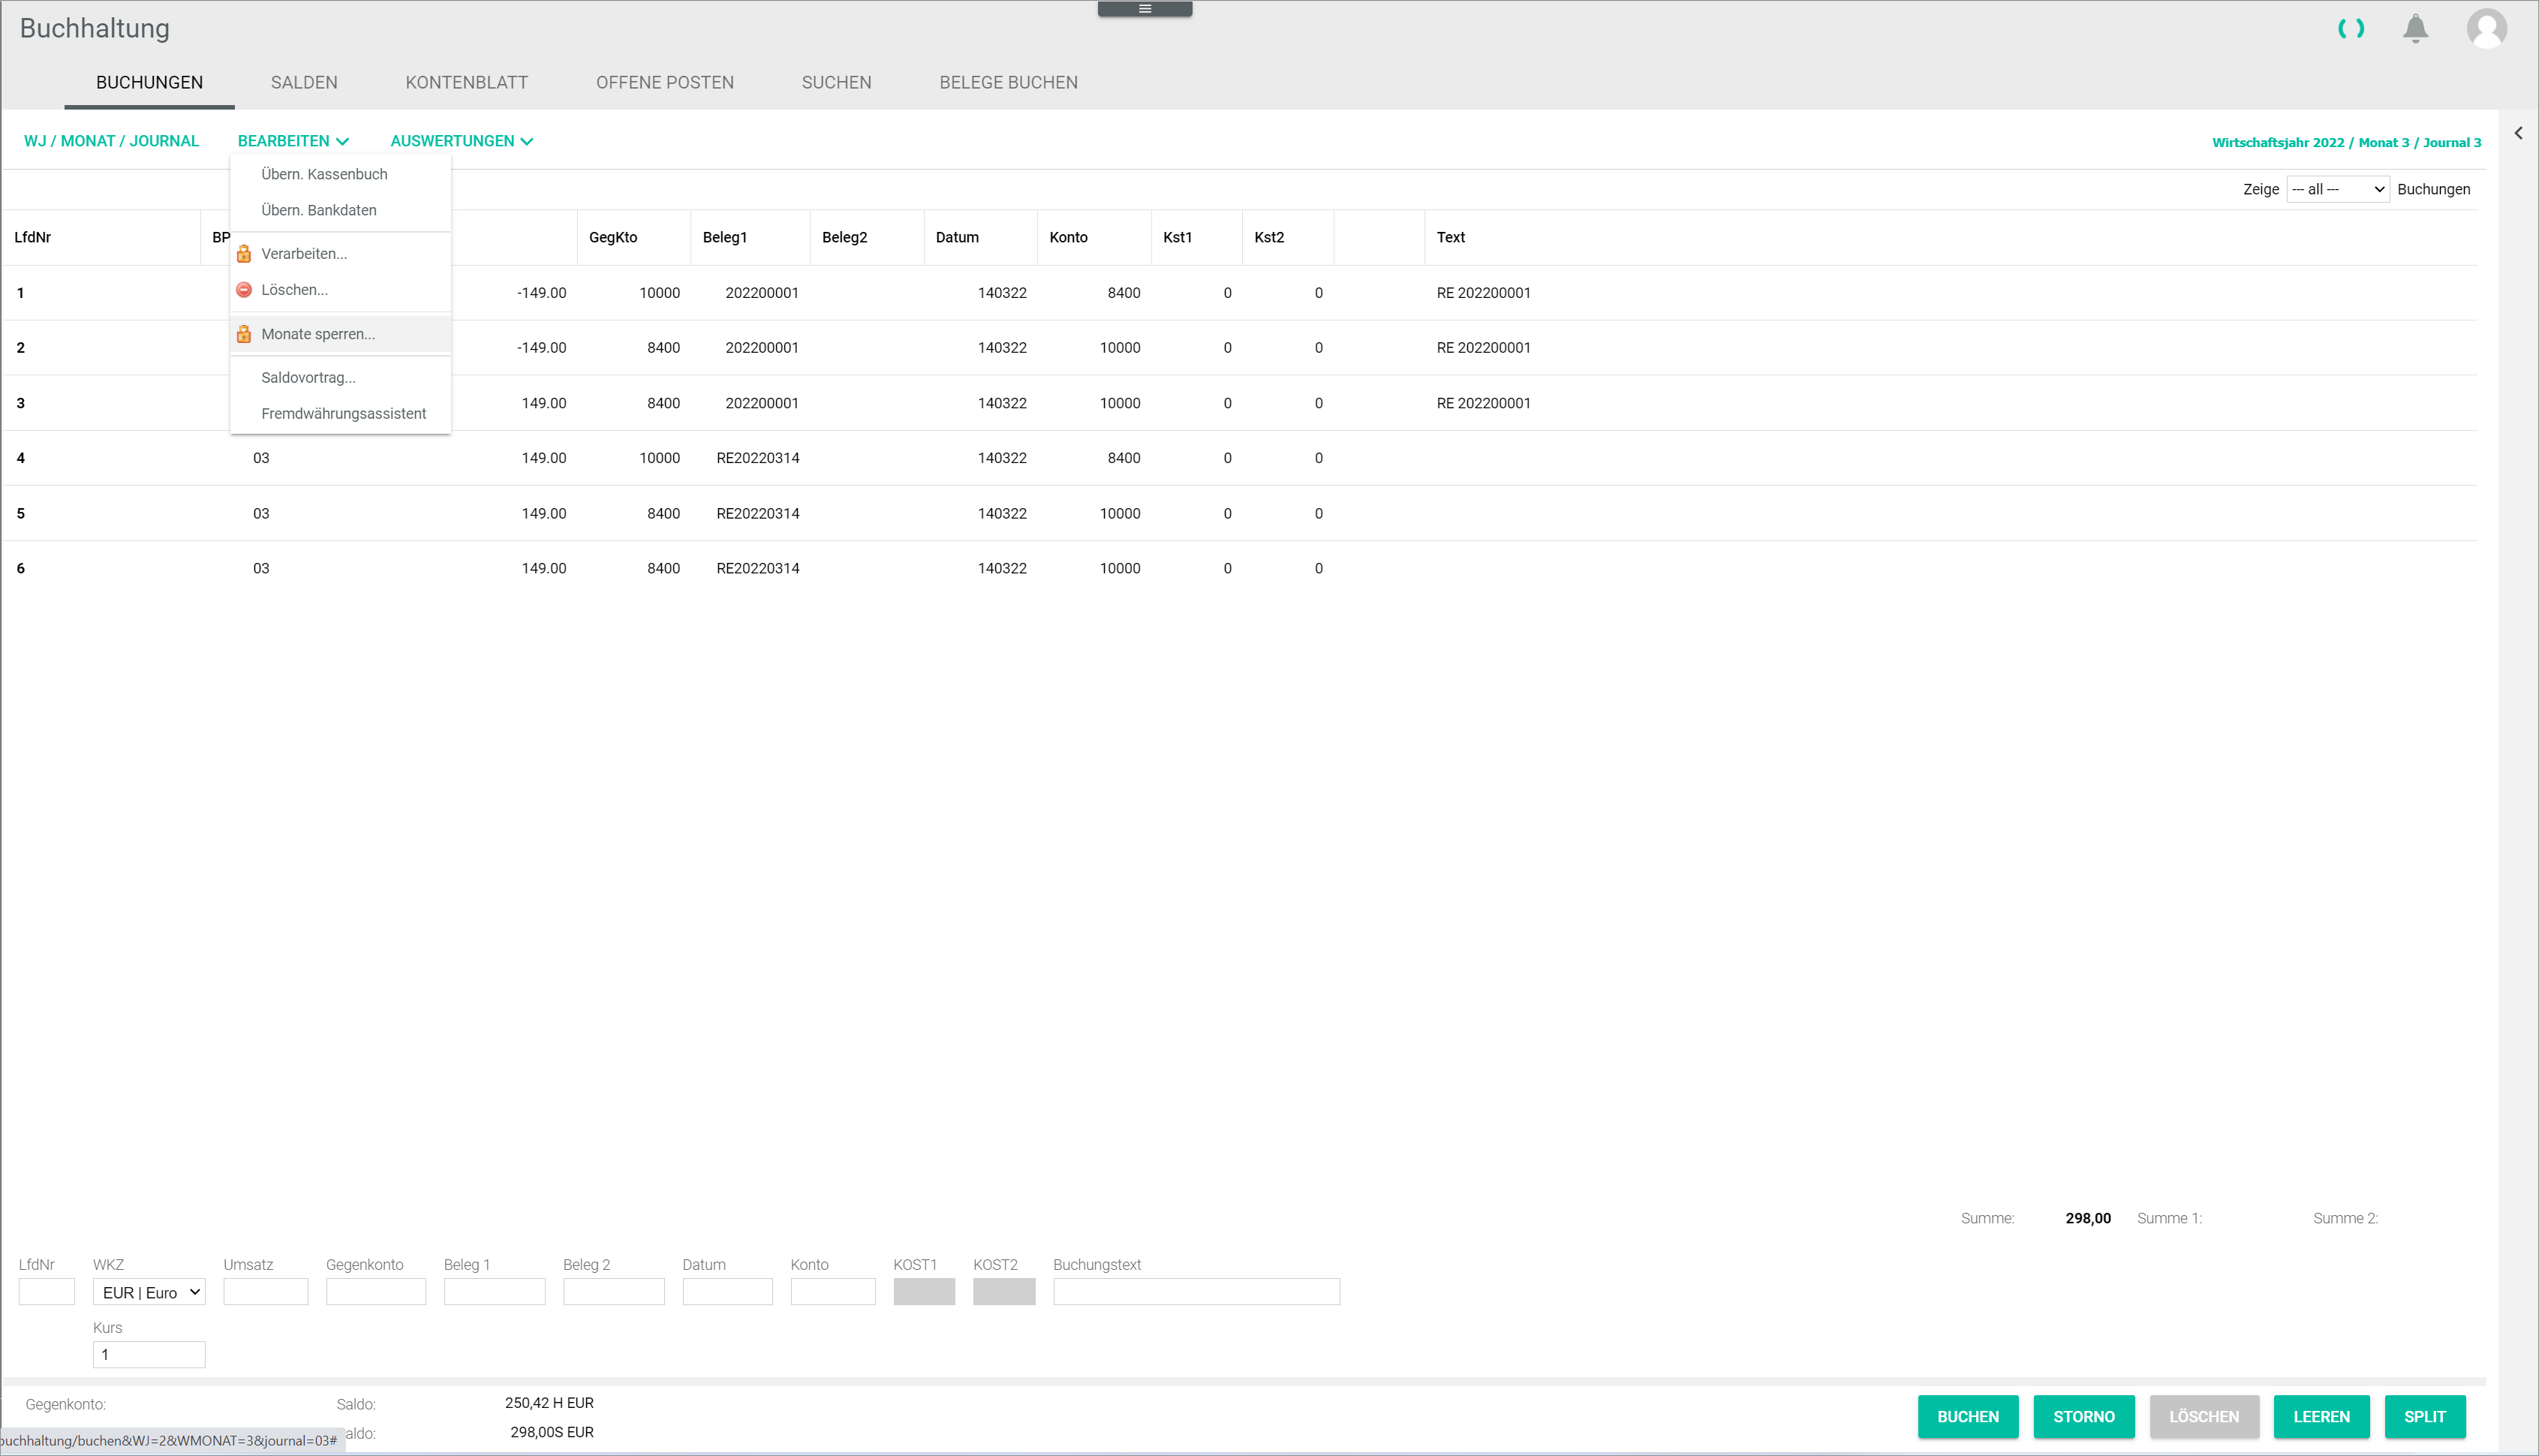 Buchhaltung
BUCHUNGEN SALDEN KONTENBLATT OFFENE POSTEN SUCHEN BELEGE BUCHEN
WJ / MONAT / JOURNAL BEARBEITEN AUSWERTUNGEN Wirtschaftsjahr 2022 / Monat 3 / Journal 3
Übern. Kassenbuch
Zeige --- all --- Buchungen
Übern. Bankdaten
LfdNr BP GegKto Beleg1 Beleg2 Datum Konto Kst1 Kst2 Text
Verarbeiten...
Löschen...
1 -149.00 10000 202200001 140322 8400 0 0 RE 202200001
Monate sperren...
2 -149.00 8400 202200001 140322 10000 0 0 RE 202200001
Saldovortrag...
3 149.00 8400 202200001 140322 10000 0 0 RE 202200001
Fremdwährungsassistent
4 03 149.00 10000 RE20220314 140322 8400 0 0
5 03 149.00 8400 RE20220314 140322 10000 0 0
6 03 149.00 8400 RE20220314 140322 10000 0 0
Summe: 298,00 Summe 1: Summe 2:
LfdNr WKZ Umsatz Gegenkonto Beleg 1 Beleg 2 Datum Konto KOST1 KOST2 Buchungstext
EUR | Euro
Kurs
1
Gegenkonto: Saldo: 250,42 H EUR
BUCHEN STORNO LÖSCHEN LEEREN SPLIT
aldo: 298,00S EUR
buchhaltung/buchen&WJ=2&WMONAT=3&journal=03#